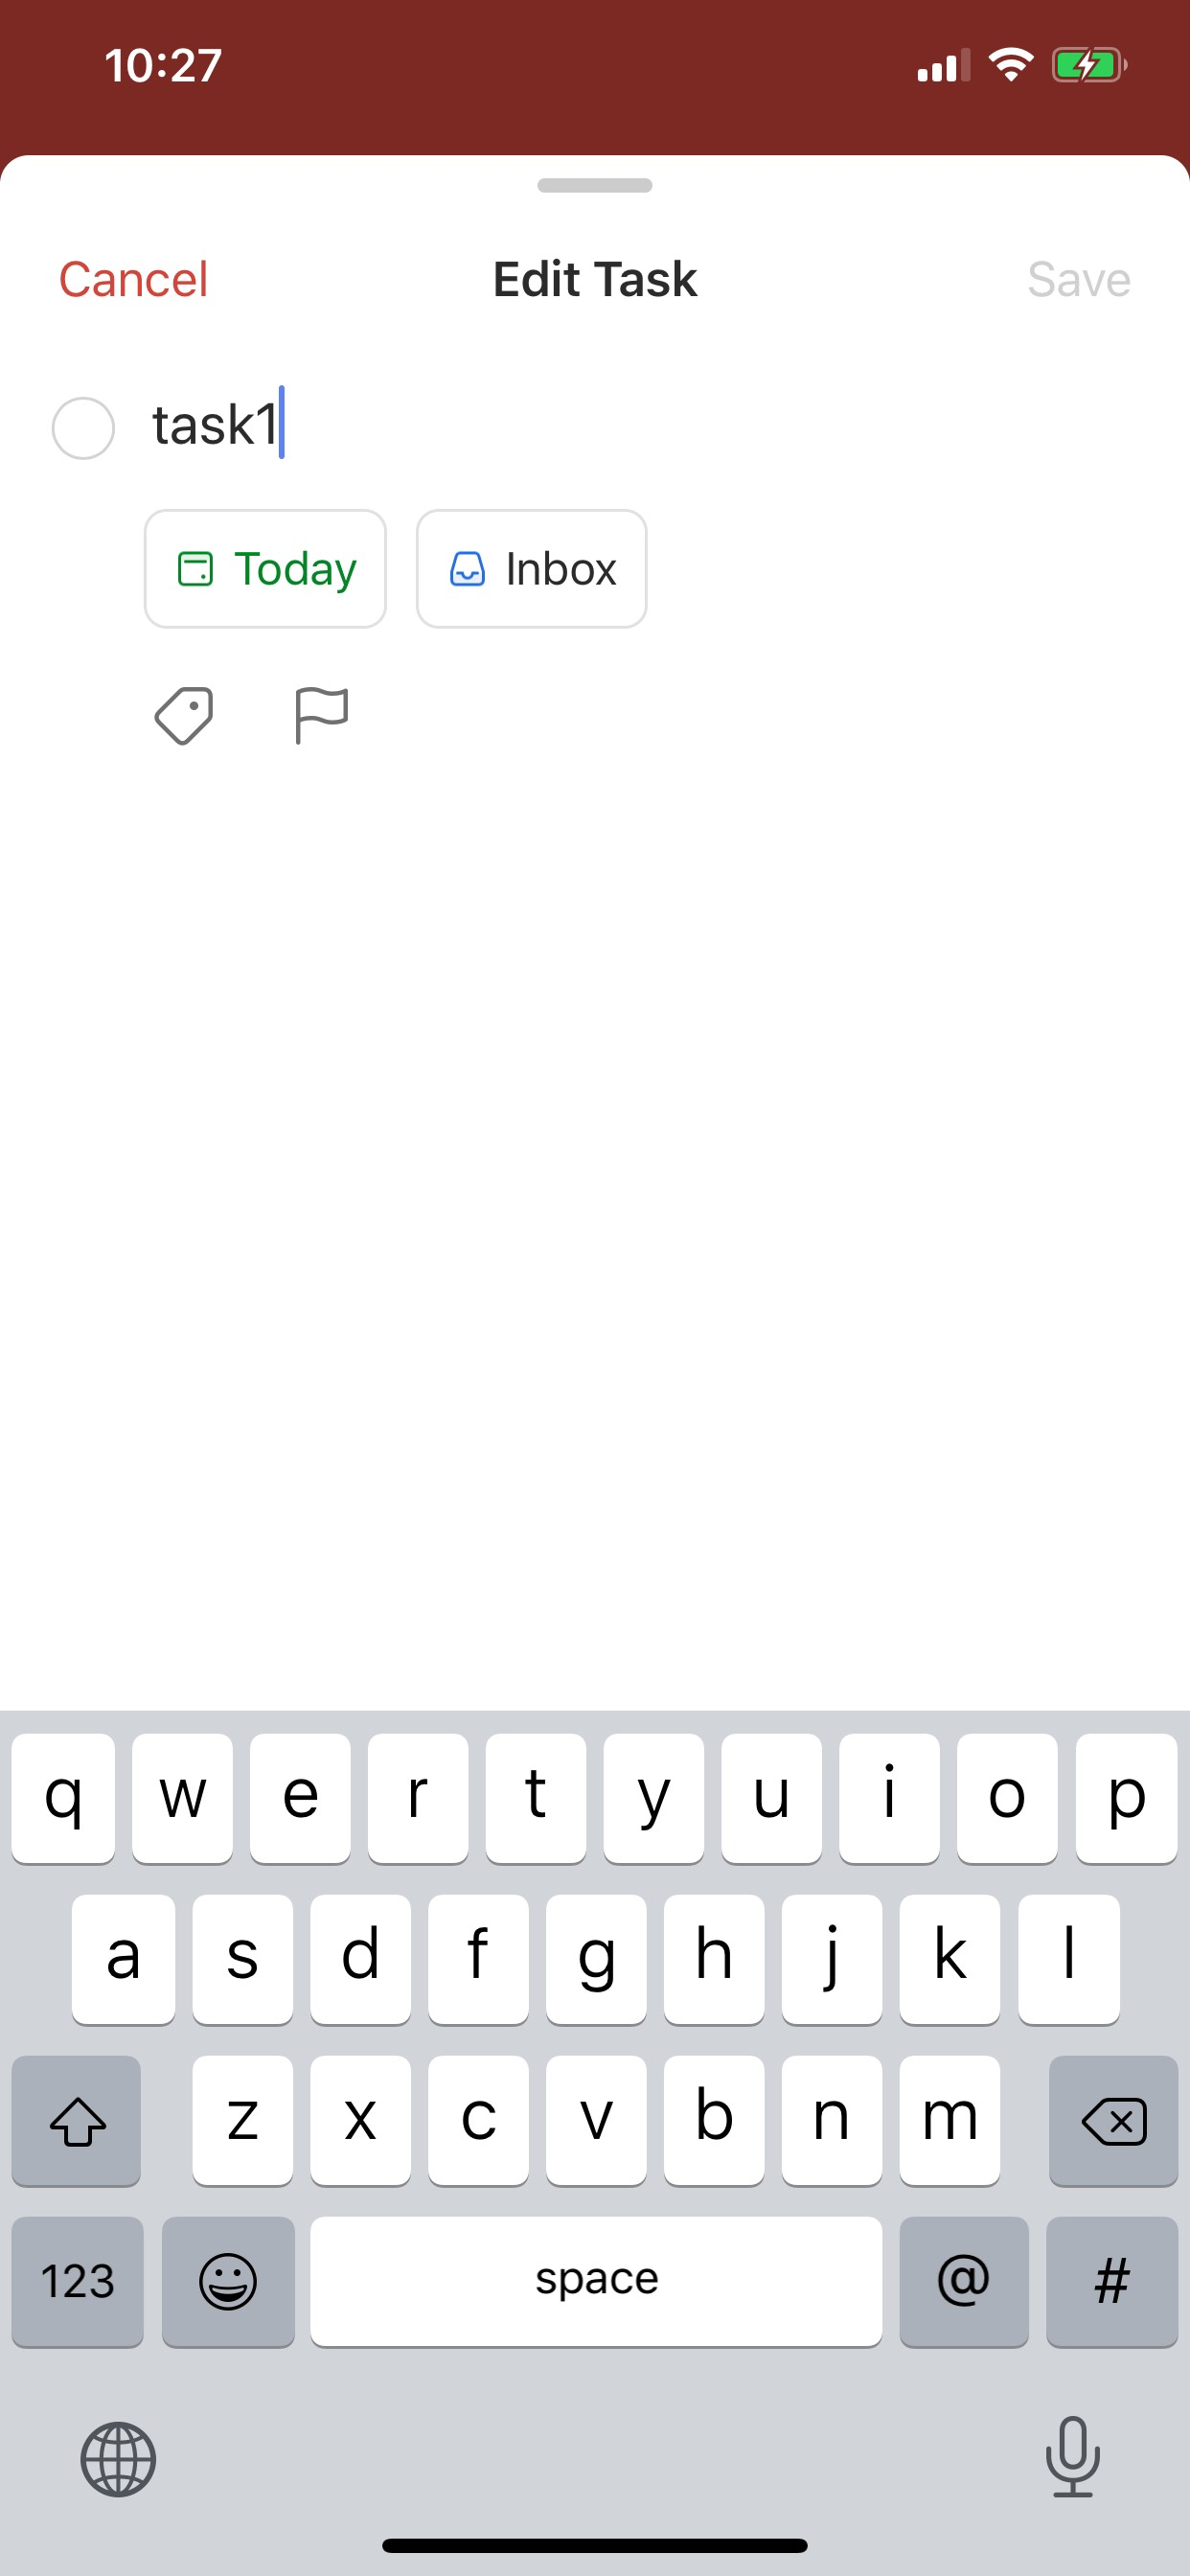 10:27
Cancel Edit Task Save
task1
Today Inbox
q w e r t y u i o p
a s d f g h j k l
z x c v b n m
123 space @ #